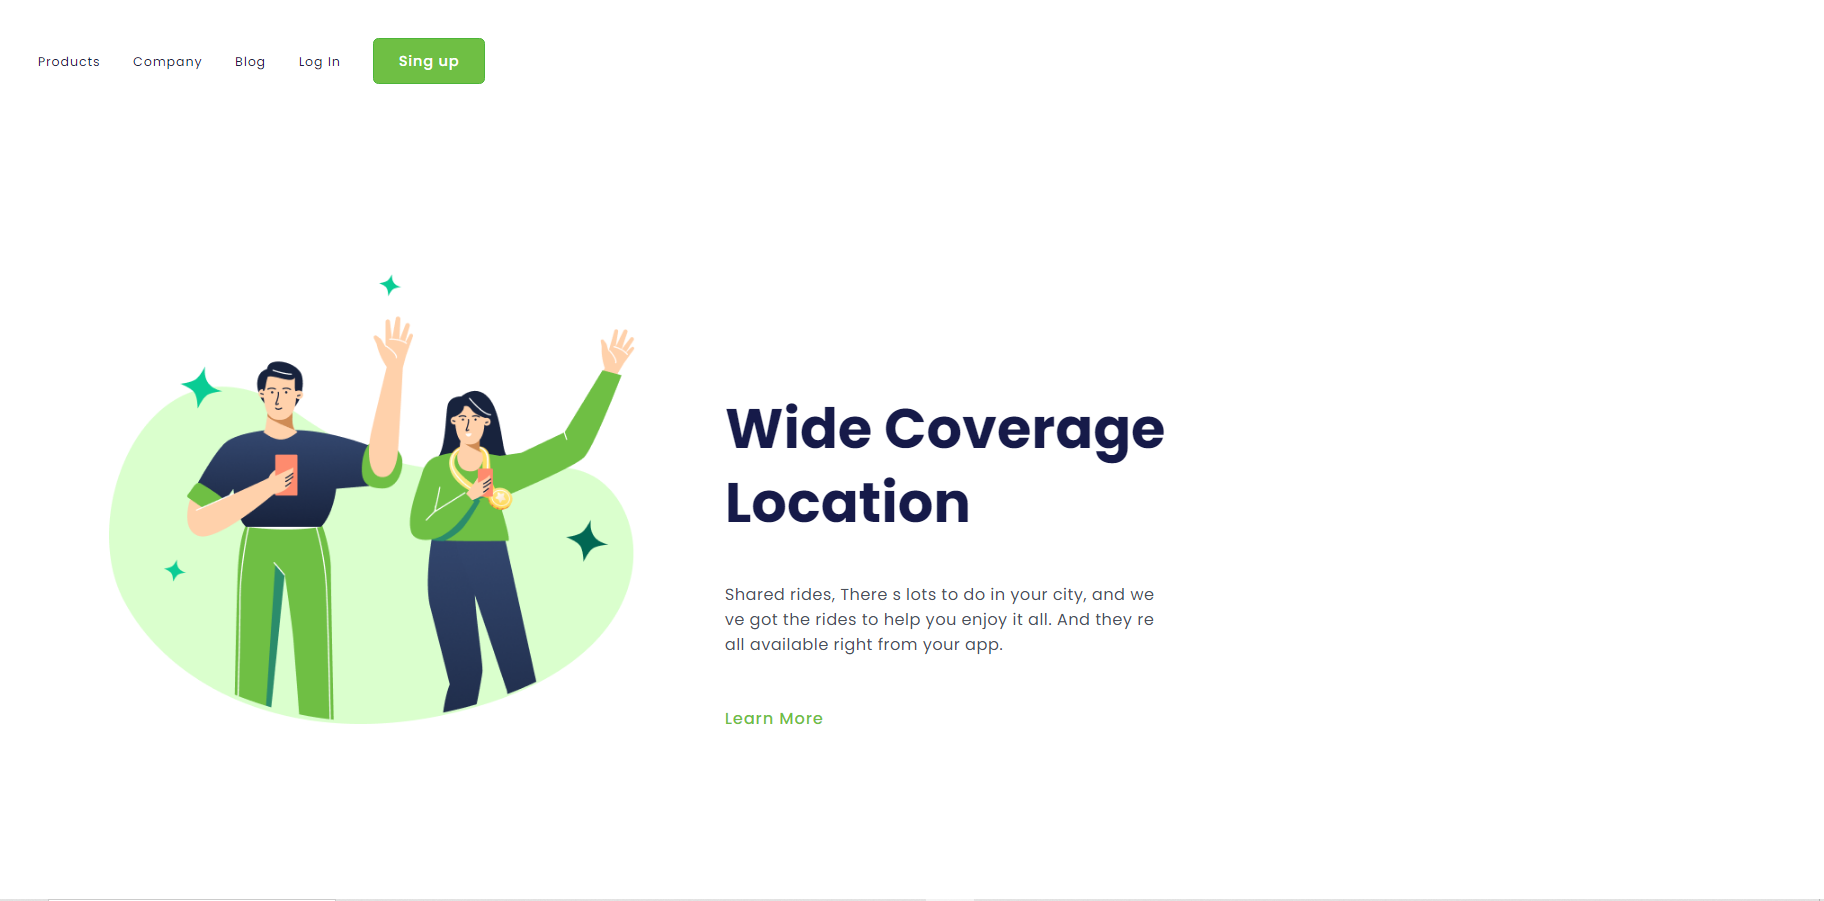 Products Company Blog Log In Sing up
Wide Coverage
Location
Shared rides, There s lots to do in your city, and we
ve got the rides to help you enjoy it all. And they re
all available right from your app.
Learn More